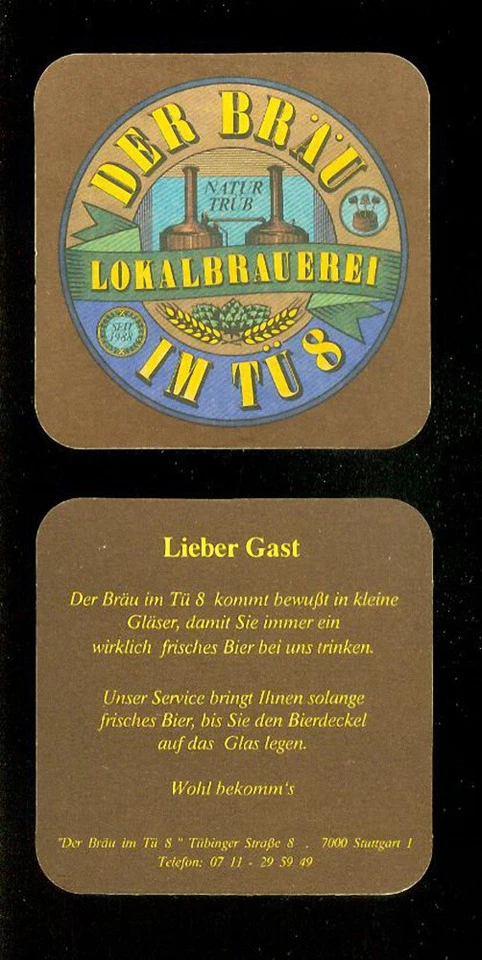 DER BRÄU
NATUR
TRÜB
LOKALBRAUEREI
SEIT
1988
IM TÜ 8
Lieber Gast
Der Bräu im Tü 8 kommt bewußt in kleine
Gläser, damit Sie immer ein
wirklich frisches Bier bei uns trinken.
Unser Service bringt Ihnen solange
frisches Bier, bis Sie den Bierdeckel
auf das Glas legen.
Wohl bekomm's
"Der Bräu im Tü 8 " Tübinger Straße 8 . 7000 Stuttgart 1
Telefon: 07 11 - 29 59 49